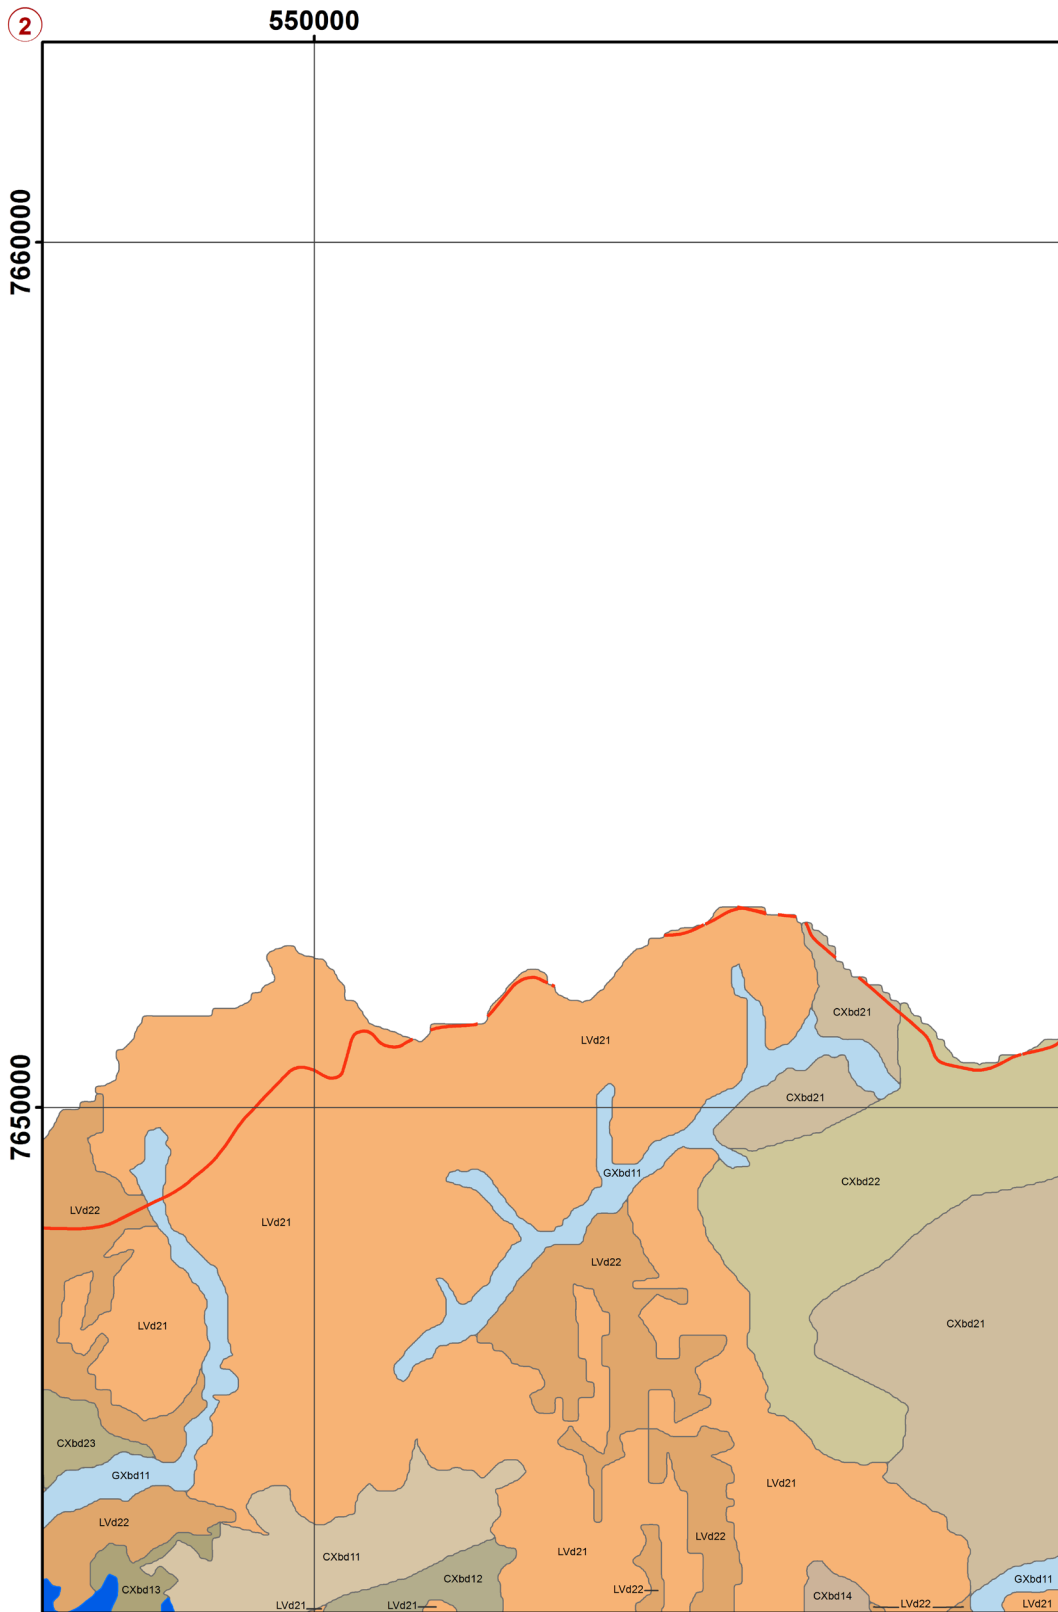 2
550000
7660000
7650000
CXbd21
LVd21
CXbd21
GXbd11
CXbd22
LVd22
LVd21
LVd22
LVd21
CXbd21
CXbd23
GXbd11
LVd21
LVd22
LVd22
LVd21
CXbd11
CXbd12
GXbd11
CXbd13
LVd22
CXbd14
LVd21
LVd21
LVd22
LVd21